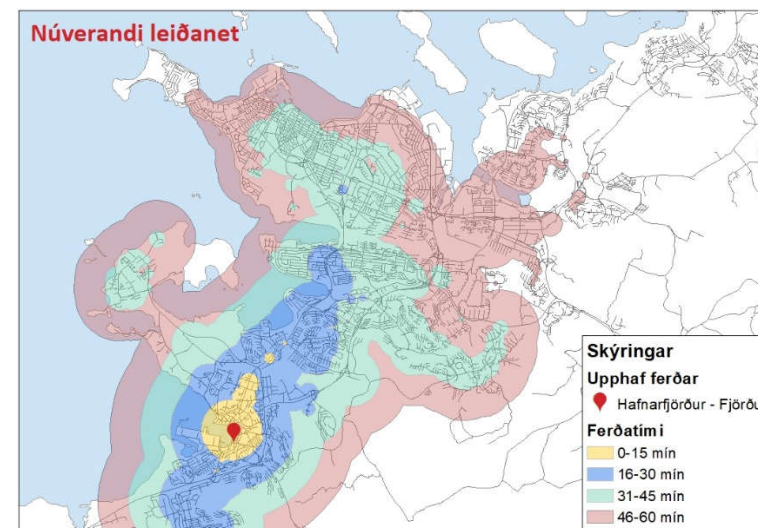 Núverandi leiðanet
Skýringar
Upphaf ferðar
Hafnarfjörður - Fjörðu
Ferðatími
0-15 mín
16-30 mín
31-45 mín
46-60 mín